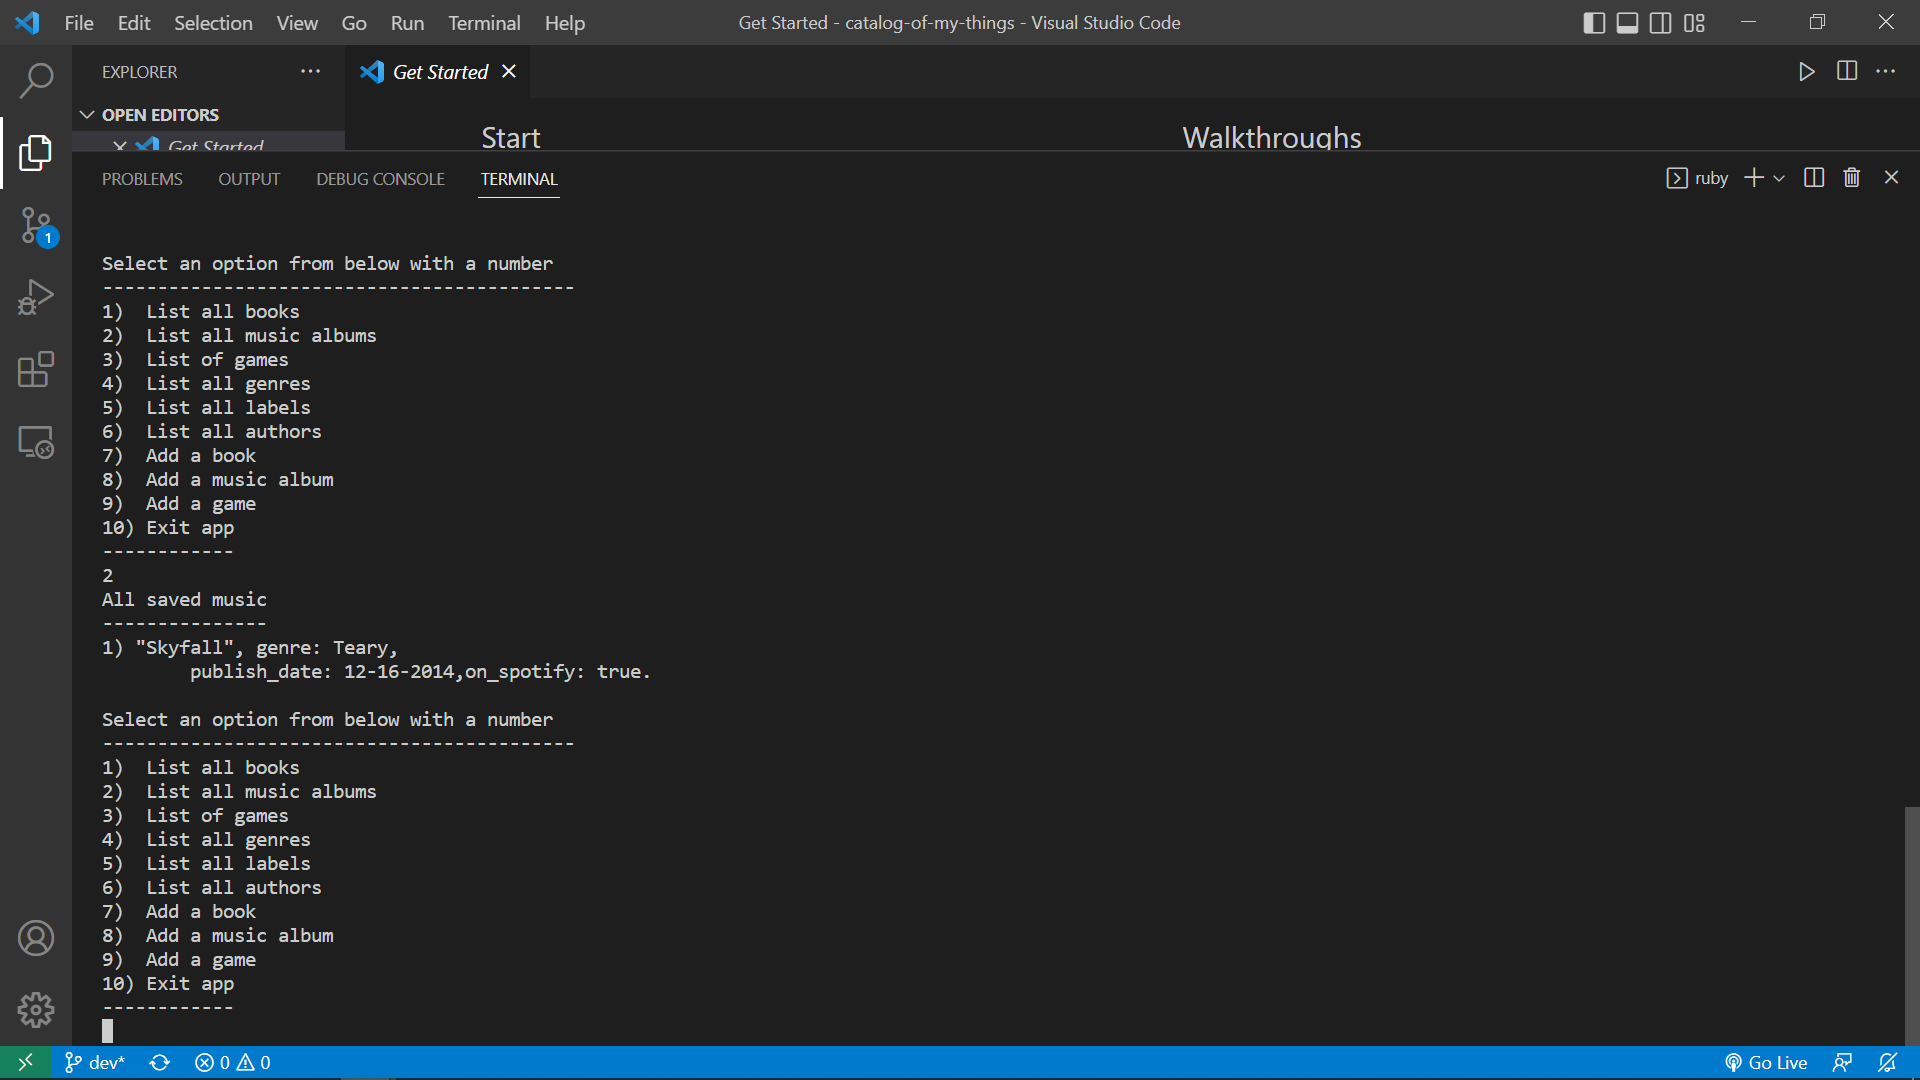 File Edit Selection View Go Run Terminal Help Get Started - catalog-of-my-things - Visual Studio Code
EXPLORER
Get Started
OPEN EDITORS
Get Started
Start Walkthroughs
PROBLEMS OUTPUT DEBUG CONSOLE TERMINAL ruby
Select an option from below with a number
-------------------------------------------
1)  List all books
2)  List all music albums
3)  List of games
4)  List all genres
5)  List all labels
6)  List all authors
7)  Add a book
8)  Add a music album
9)  Add a game
10) Exit app
------------
2
All saved music
---------------
1) "Skyfall", genre: Teary,
        publish_date: 12-16-2014,on_spotify: true.
Select an option from below with a number
-------------------------------------------
1)  List all books
2)  List all music albums
3)  List of games
4)  List all genres
5)  List all labels
6)  List all authors
7)  Add a book
8)  Add a music album
9)  Add a game
10) Exit app
------------
1
dev* 0 0 Go Live